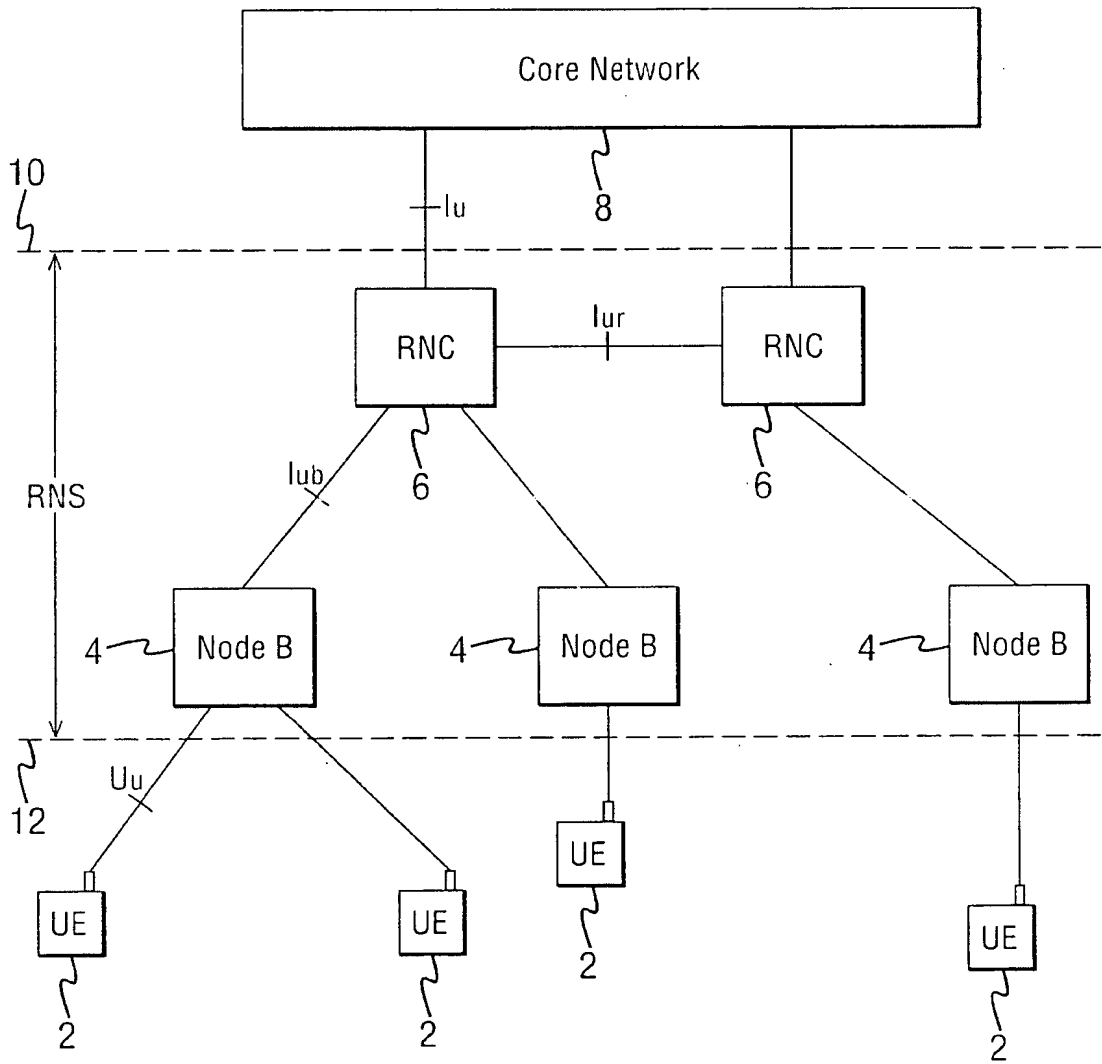 Core Network
10
8
Iu
RNC
Iur
RNC
6
6
Iub
RNS
4
Node B
4
Node B
4
Node B
12
Uu
UE
UE
UE
UE
2
2
2
2